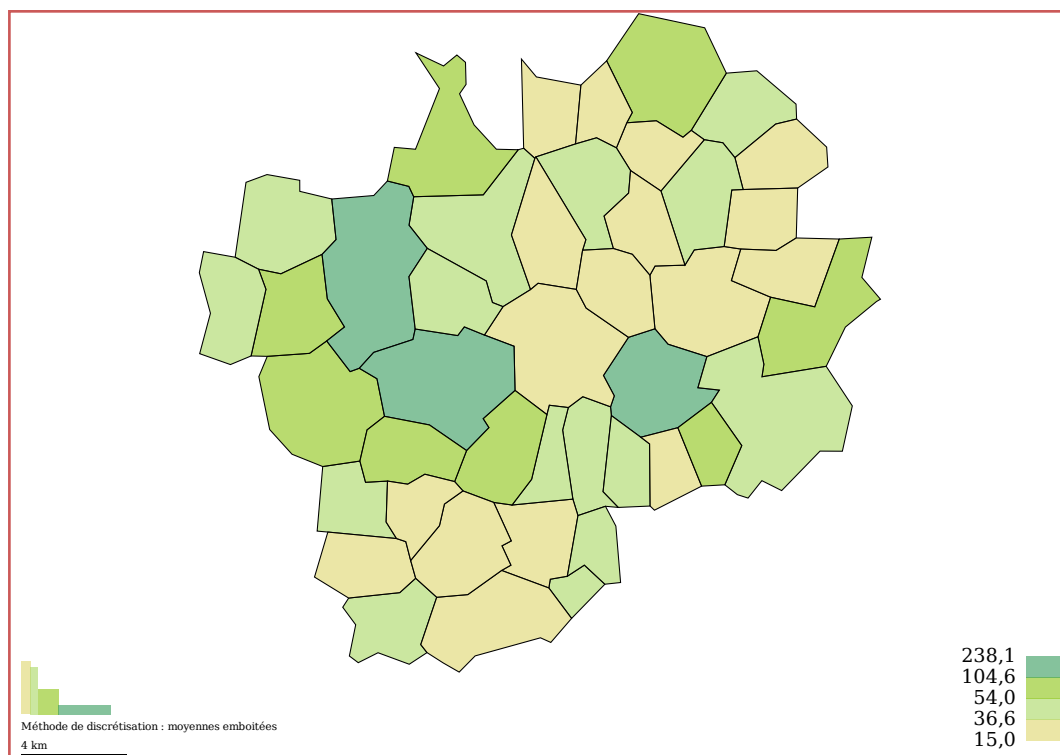 238,1
104,6
54,0
36,6
15,0
Méthode de discrétisation : moyennes emboitées
4 km